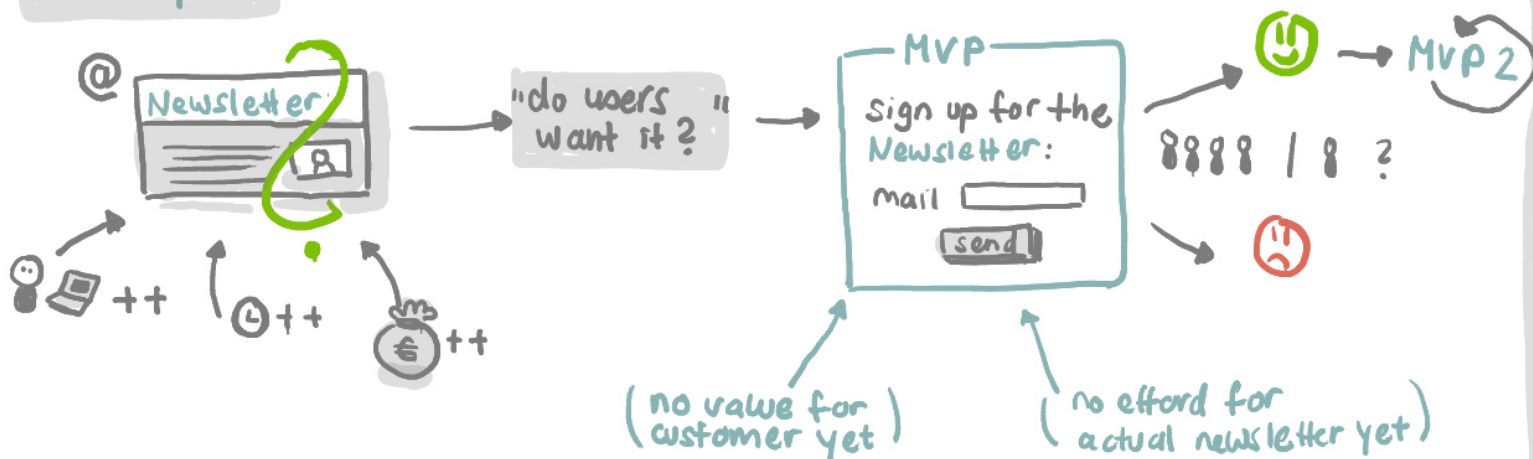 @
Newsletter
"do users
want it?"
MVP
sign up for the
Newsletter:
mail
send
MVP 2
/ ?
++
++
€ ++
(no value for
customer yet)
(no efford for
actual newsletter yet)